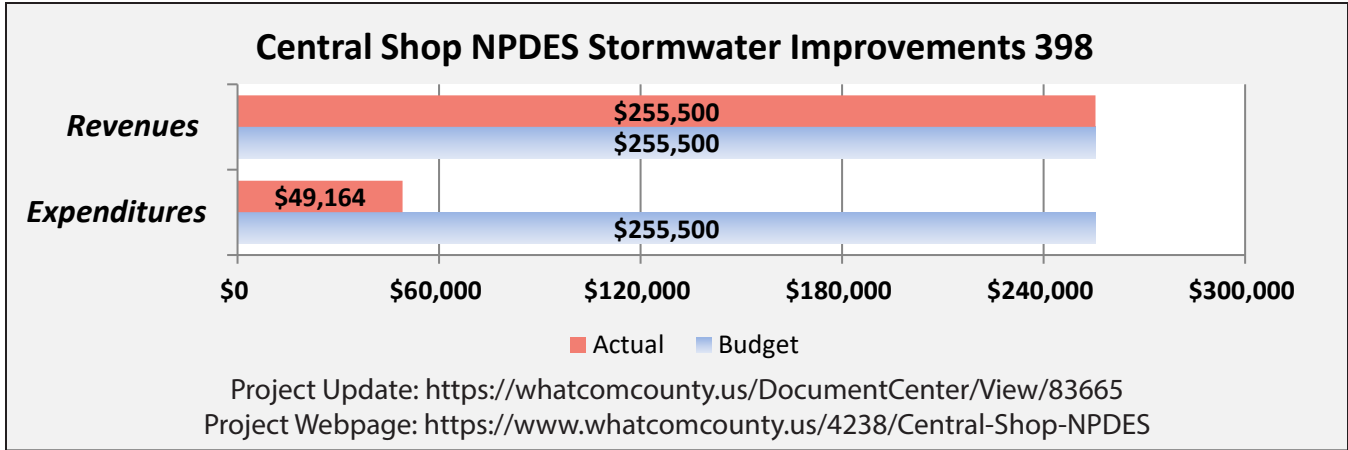 Central Shop NPDES Stormwater Improvements 398
Revenues
$255,500
$255,500
Expenditures
$49,164
$255,500
$0 $60,000 $120,000 $180,000 $240,000 $300,000
Actual Budget
Project Update: https://whatcomcounty.us/DocumentCenter/View/83665
Project Webpage: https://www.whatcomcounty.us/4238/Central-Shop-NPDES